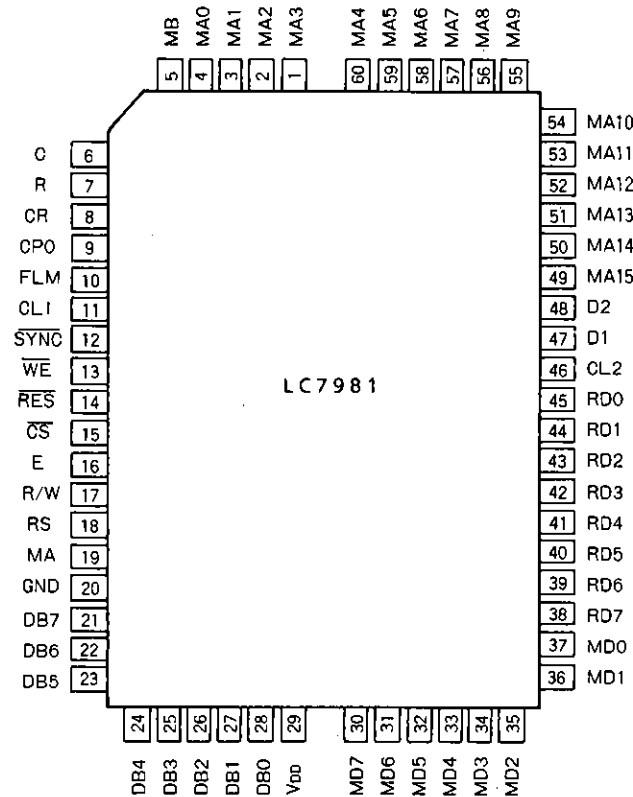 MB MA0 MA1 MA2 MA3 MA4 MA5 MA6 MA7 MA8 MA9
5 4 3 2 1 60 59 58 57 56 55
54 MA10
C 6 53 MA11
R 7 52 MA12
CR 8 51 MA13
CPO 9 50 MA14
FLM 10 49 MA15
CL1 11 48 D2
SYNC 12 47 D1
WE 13 46 CL2
LC7981
RES 14 45 RD0
CS 15 44 RD1
E 16 43 RD2
R/W 17 42 RD3
RS 18 41 RD4
MA 19 40 RD5
GND 20 39 RD6
DB7 21 38 RD7
DB6 22 37 MD0
DB5 23 36 MD1
24 25 26 27 28 29 30 31 32 33 34 35
DB4 DB3 DB2 DB1 DB0 VDD MD7 MD6 MD5 MD4 MD3 MD2